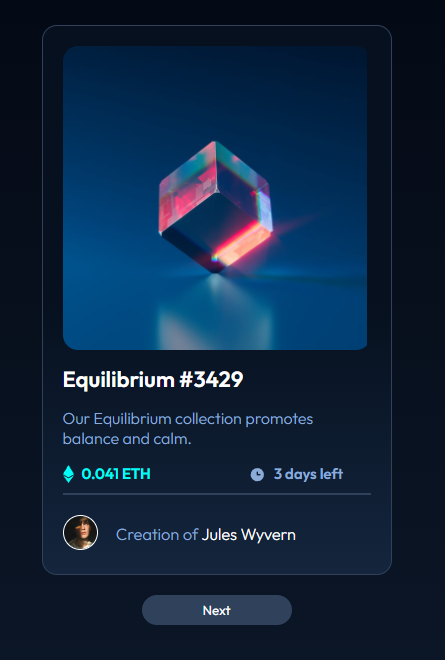 Equilibrium #3429
Our Equilibrium collection promotes
balance and calm.
0.041 ETH
3 days left
Creation of Jules Wyvern
Next